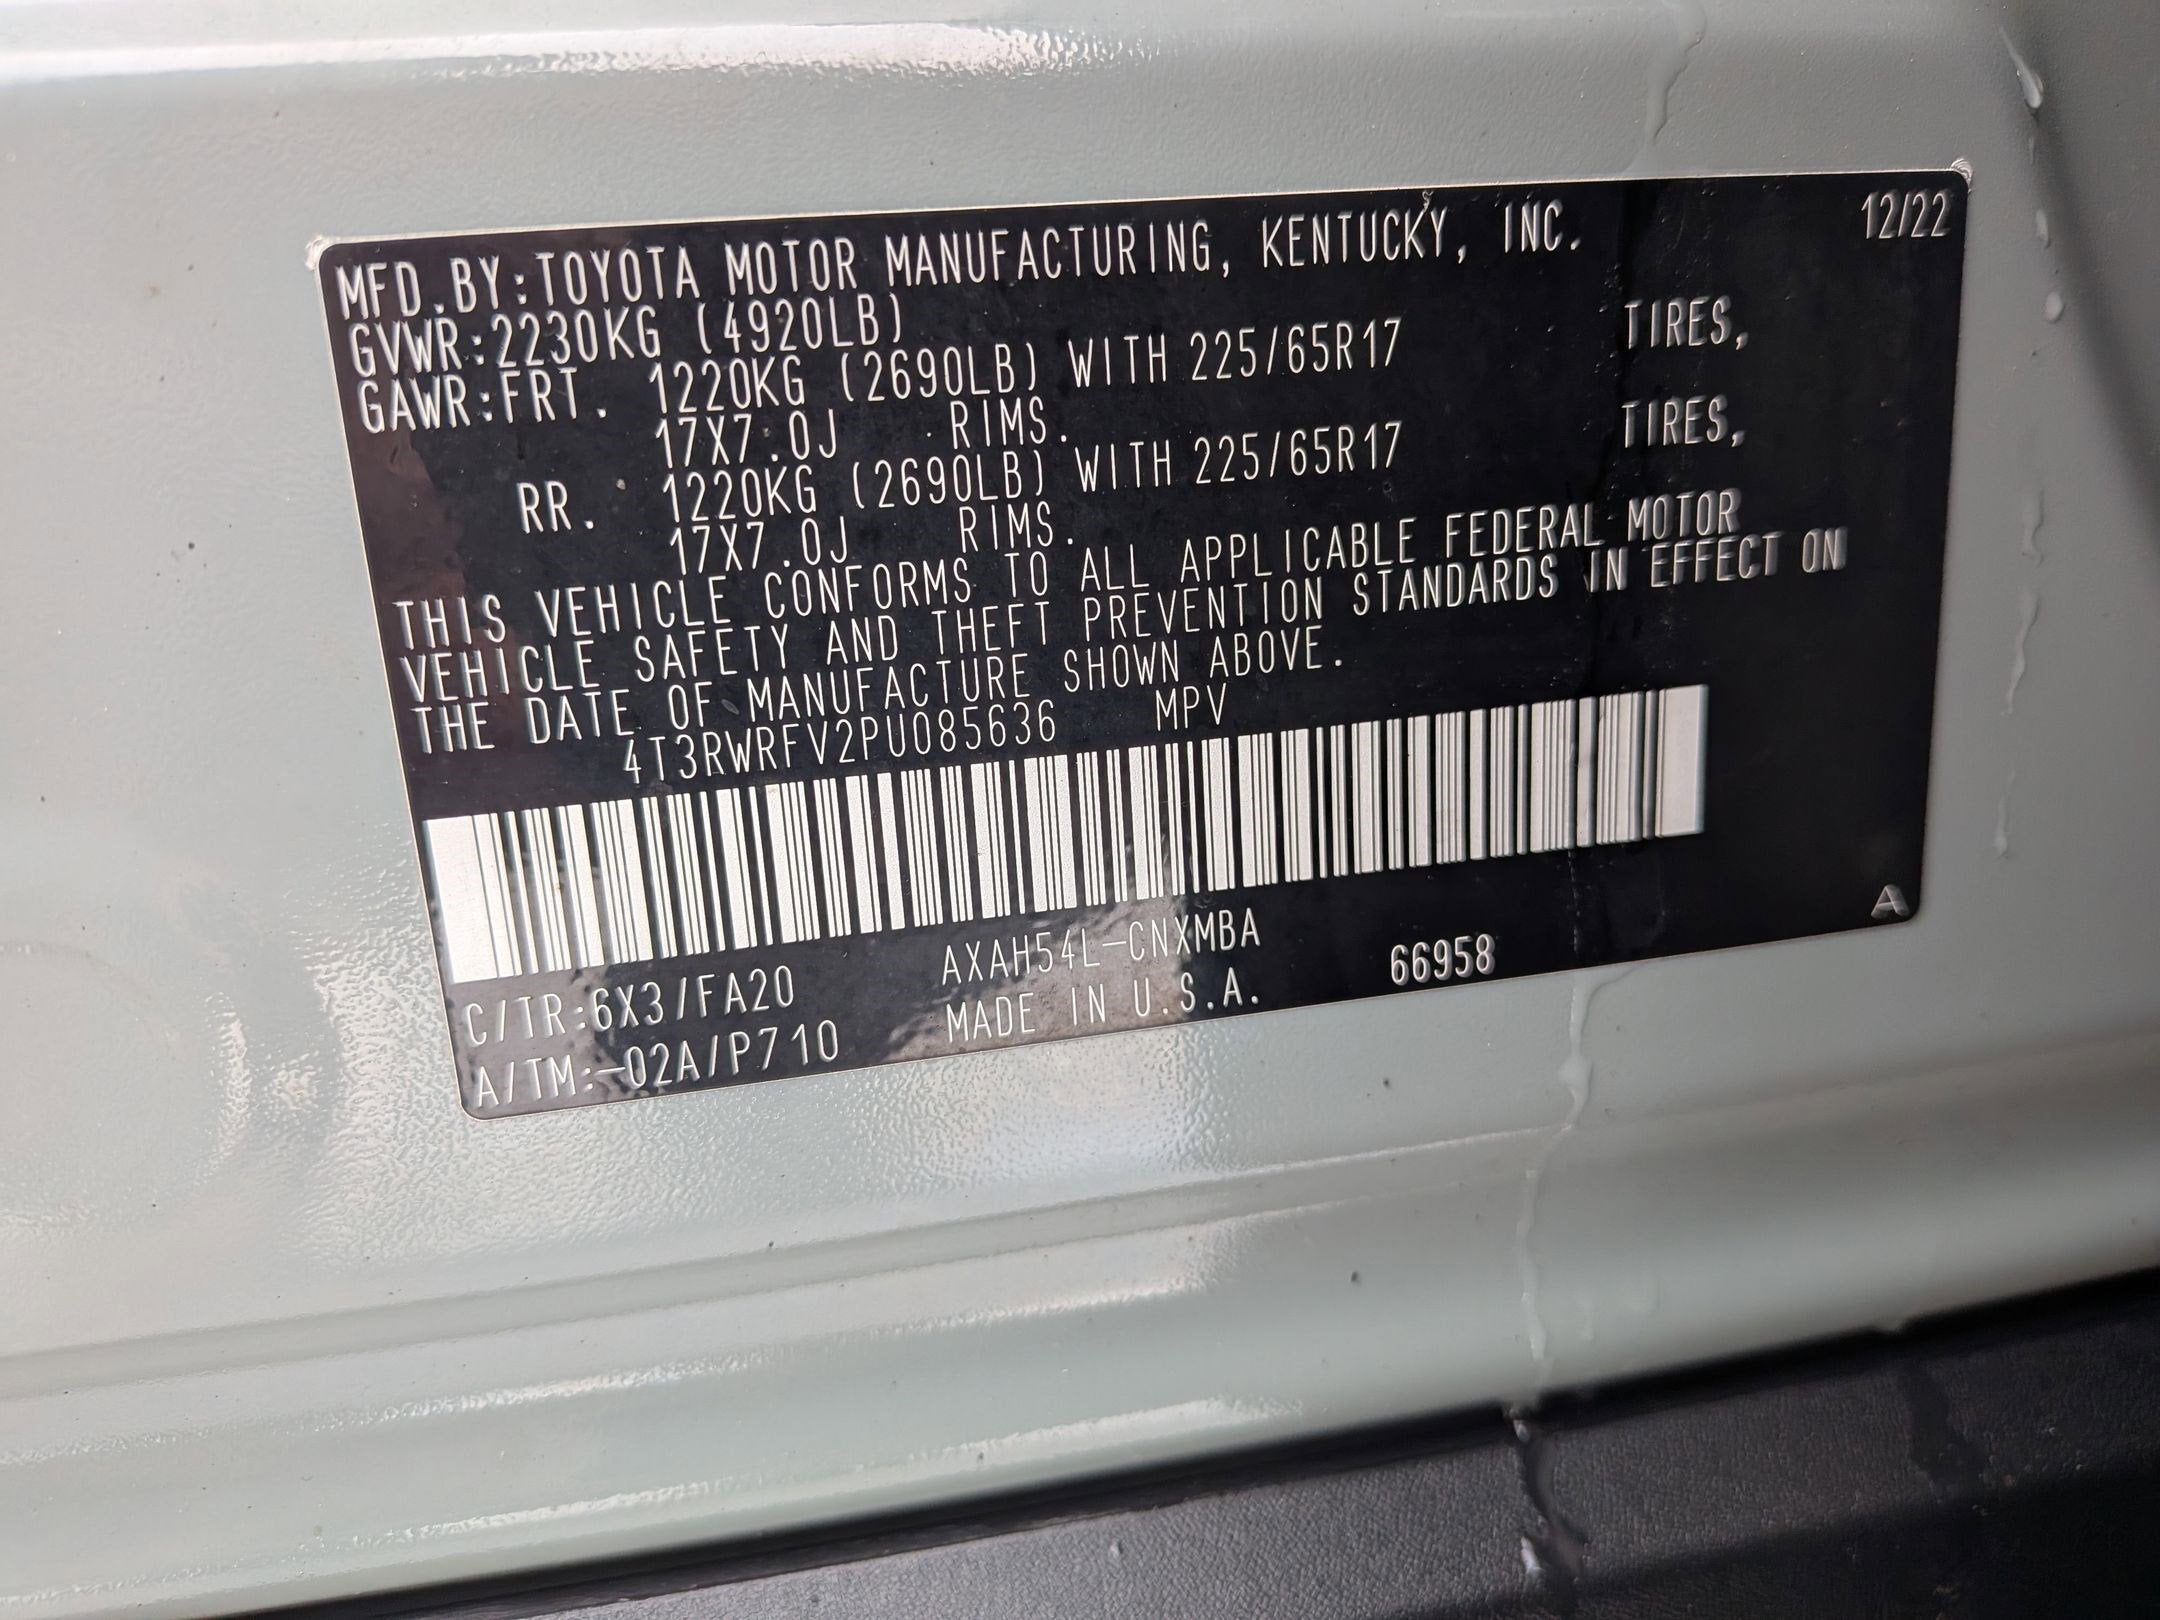 12/22
MFD.BY:TOYOTA MOTOR MANUFACTURING, KENTUCKY, INC.
GVWR:2230KG (4920LB)
GAWR:FRT. 1220KG (2690LB) WITH 225/65R17 TIRES,
17X7.0J RIMS.
RR. 1220KG (2690LB) WITH 225/65R17 TIRES,
17X7.0J RIMS.
THIS VEHICLE CONFORMS TO ALL APPLICABLE FEDERAL MOTOR
VEHICLE SAFETY AND THEFT PREVENTION STANDARDS IN EFFECT ON
THE DATE OF MANUFACTURE SHOWN ABOVE.
4T3RWRFV2PU085636 MPV
C/TR:6X3/FA20 AXAH54L-CNXMBA
A/TM:-02A/P710 MADE IN U.S.A. 66958
A